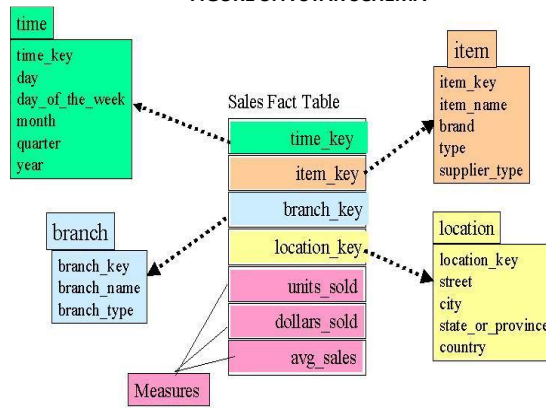 time
time_key
day
day_of_the_week
month
quarter
year
item
item_key
item_name
brand
type
supplier_type
Sales Fact Table
time_key
item_key
branch_key
location_key
units_sold
dollars_sold
avg_sales
branch
branch_key
branch_name
branch_type
location
location_key
street
city
state_or_province
country
Measures